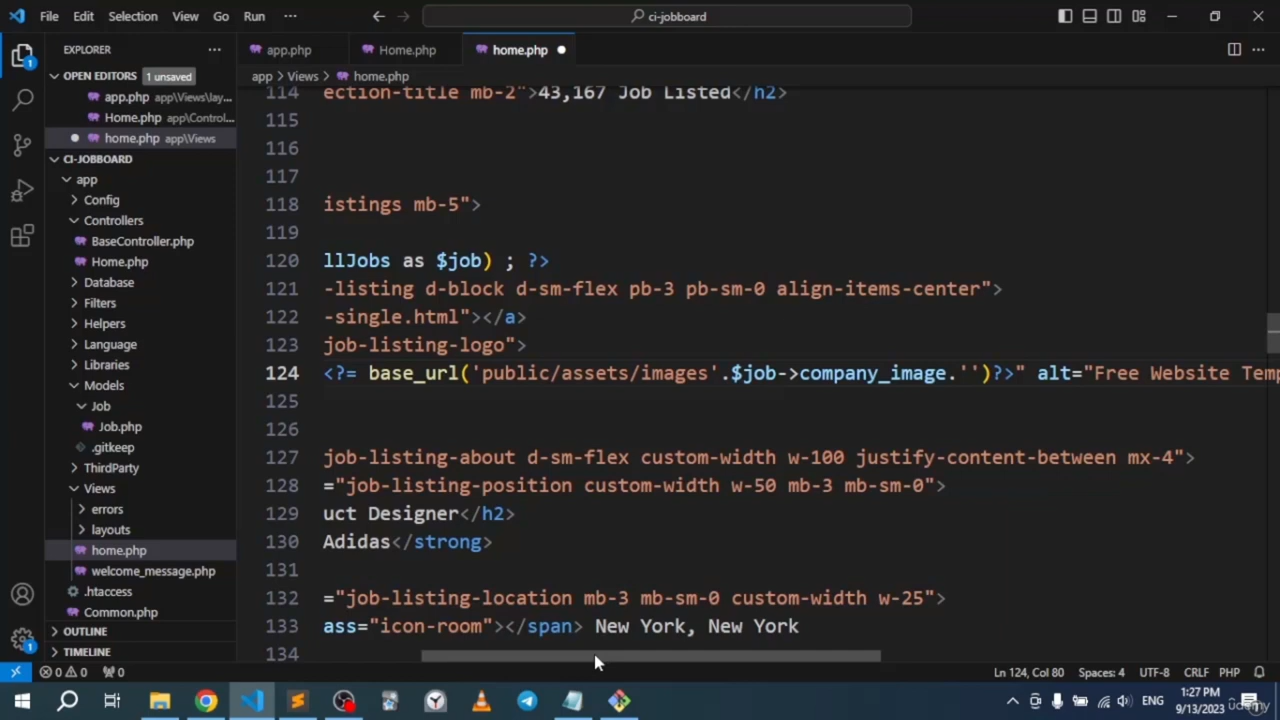 File Edit Selection View Go Run ··· ci-jobboard
EXPLORER ··· app.php Home.php home.php
OPEN EDITORS 1 unsaved
app > Views > home.php
app.php app\Views\lay...
Home.php app\Control...
home.php app\Views
CI-JOBBOARD
app
Config
Controllers
BaseController.php
Home.php
Database
Filters
Helpers
Language
Libraries
Models
Job
Job.php
.gitkeep
ThirdParty
Views
errors
layouts
home.php
welcome_message.php
.htaccess
Common.php
OUTLINE
TIMELINE
114 ection-title mb-2">43,167 Job Listed</h2>
115
116
117
118 istings mb-5">
119
120 llJobs as $job) ; ?>
121 -listing d-block d-sm-flex pb-3 pb-sm-0 align-items-center">
122 -single.html"></a>
123 job-listing-logo">
124 <?= base_url('public/assets/images'.$job->company_image.'')?>" alt="Free Website Temp
125
126
127 job-listing-about d-sm-flex custom-width w-100 justify-content-between mx-4">
128 ="job-listing-position custom-width w-50 mb-3 mb-sm-0">
129 uct Designer</h2>
130 Adidas</strong>
131
132 ="job-listing-location mb-3 mb-sm-0 custom-width w-25">
133 ass="icon-room"></span> New York, New York
134
0 0 0 Ln 124, Col 80 Spaces: 4 UTF-8 CRLF PHP
ENG 1:27 PM
9/13/2023
udemy